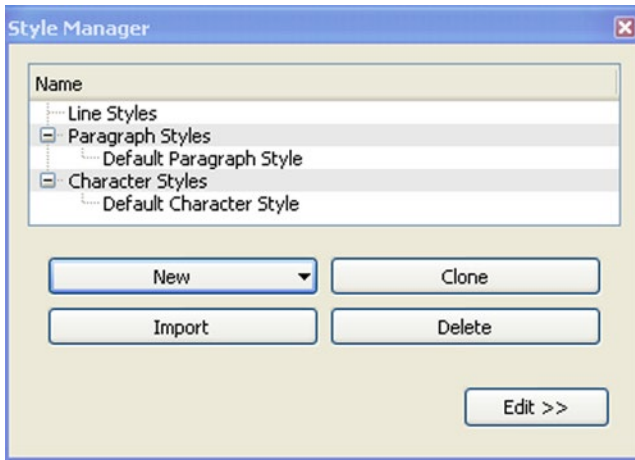 Style Manager
Name
Line Styles
Paragraph Styles
Default Paragraph Style
Character Styles
Default Character Style
New Clone
Import Delete
Edit >>